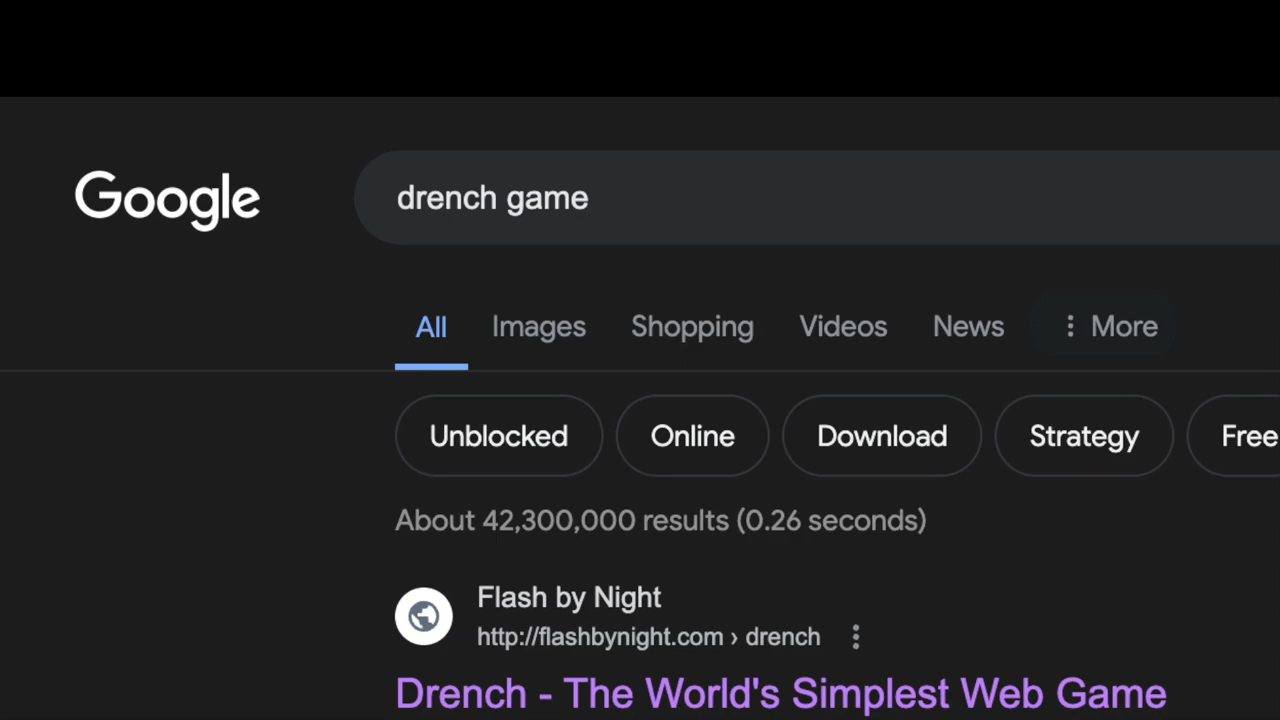 Google
drench game
All Images Shopping Videos News More
Unblocked Online Download Strategy Free
About 42,300,000 results (0.26 seconds)
Flash by Night
http://flashbynight.com › drench
Drench - The World's Simplest Web Game